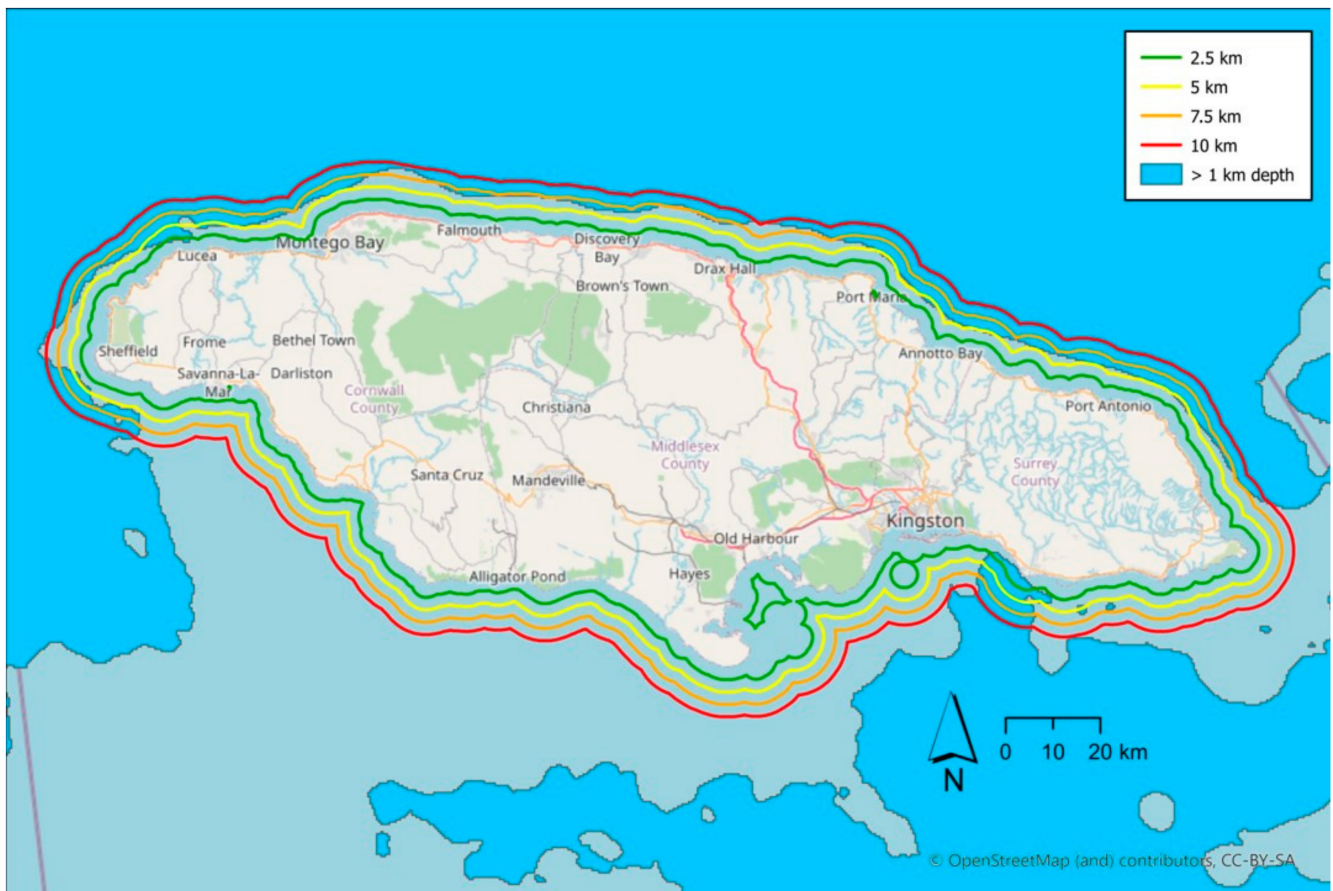 2.5 km
5 km
7.5 km
10 km
> 1 km depth
Montego Bay
Falmouth
Discovery
Bay
Lucea
Drax Hall
Brown's Town
Port Maria
Sheffield
Frome
Bethel Town
Annotto Bay
Savanna-La-
Mar
Darliston
Cornwall
County
Christiana
Port Antonio
Middlesex
County
Surrey
County
Santa Cruz
Mandeville
Kingston
Old Harbour
Alligator Pond
Hayes
0 10 20 km
N
© OpenStreetMap (and) contributors, CC-BY-SA